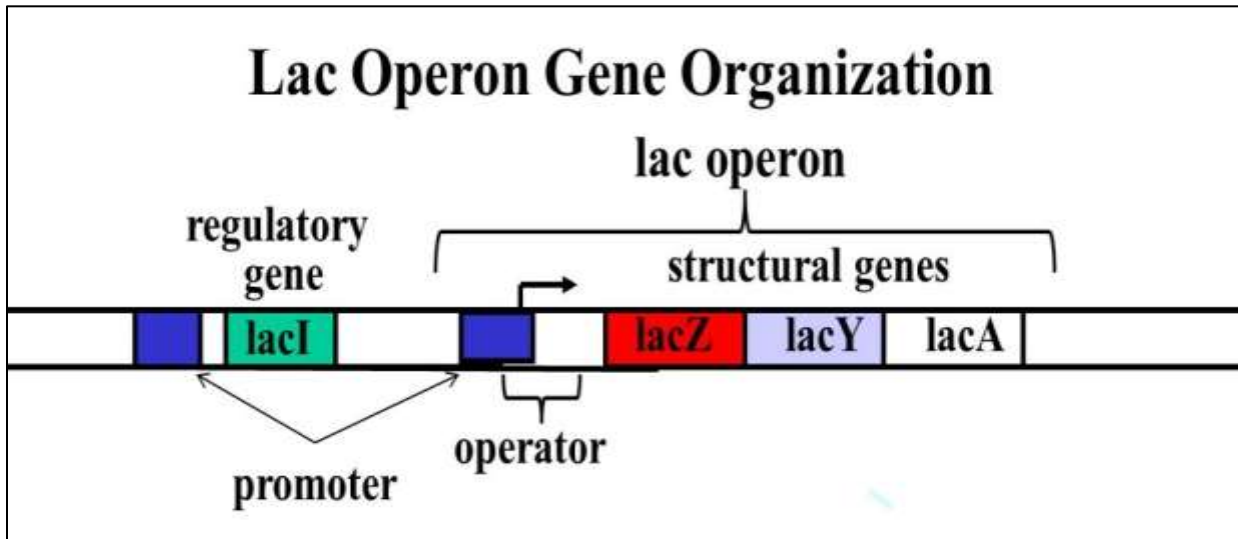 Lac Operon Gene Organization
lac operon
regulatory
gene
structural genes
lacI
lacZ
lacY
lacA
operator
promoter